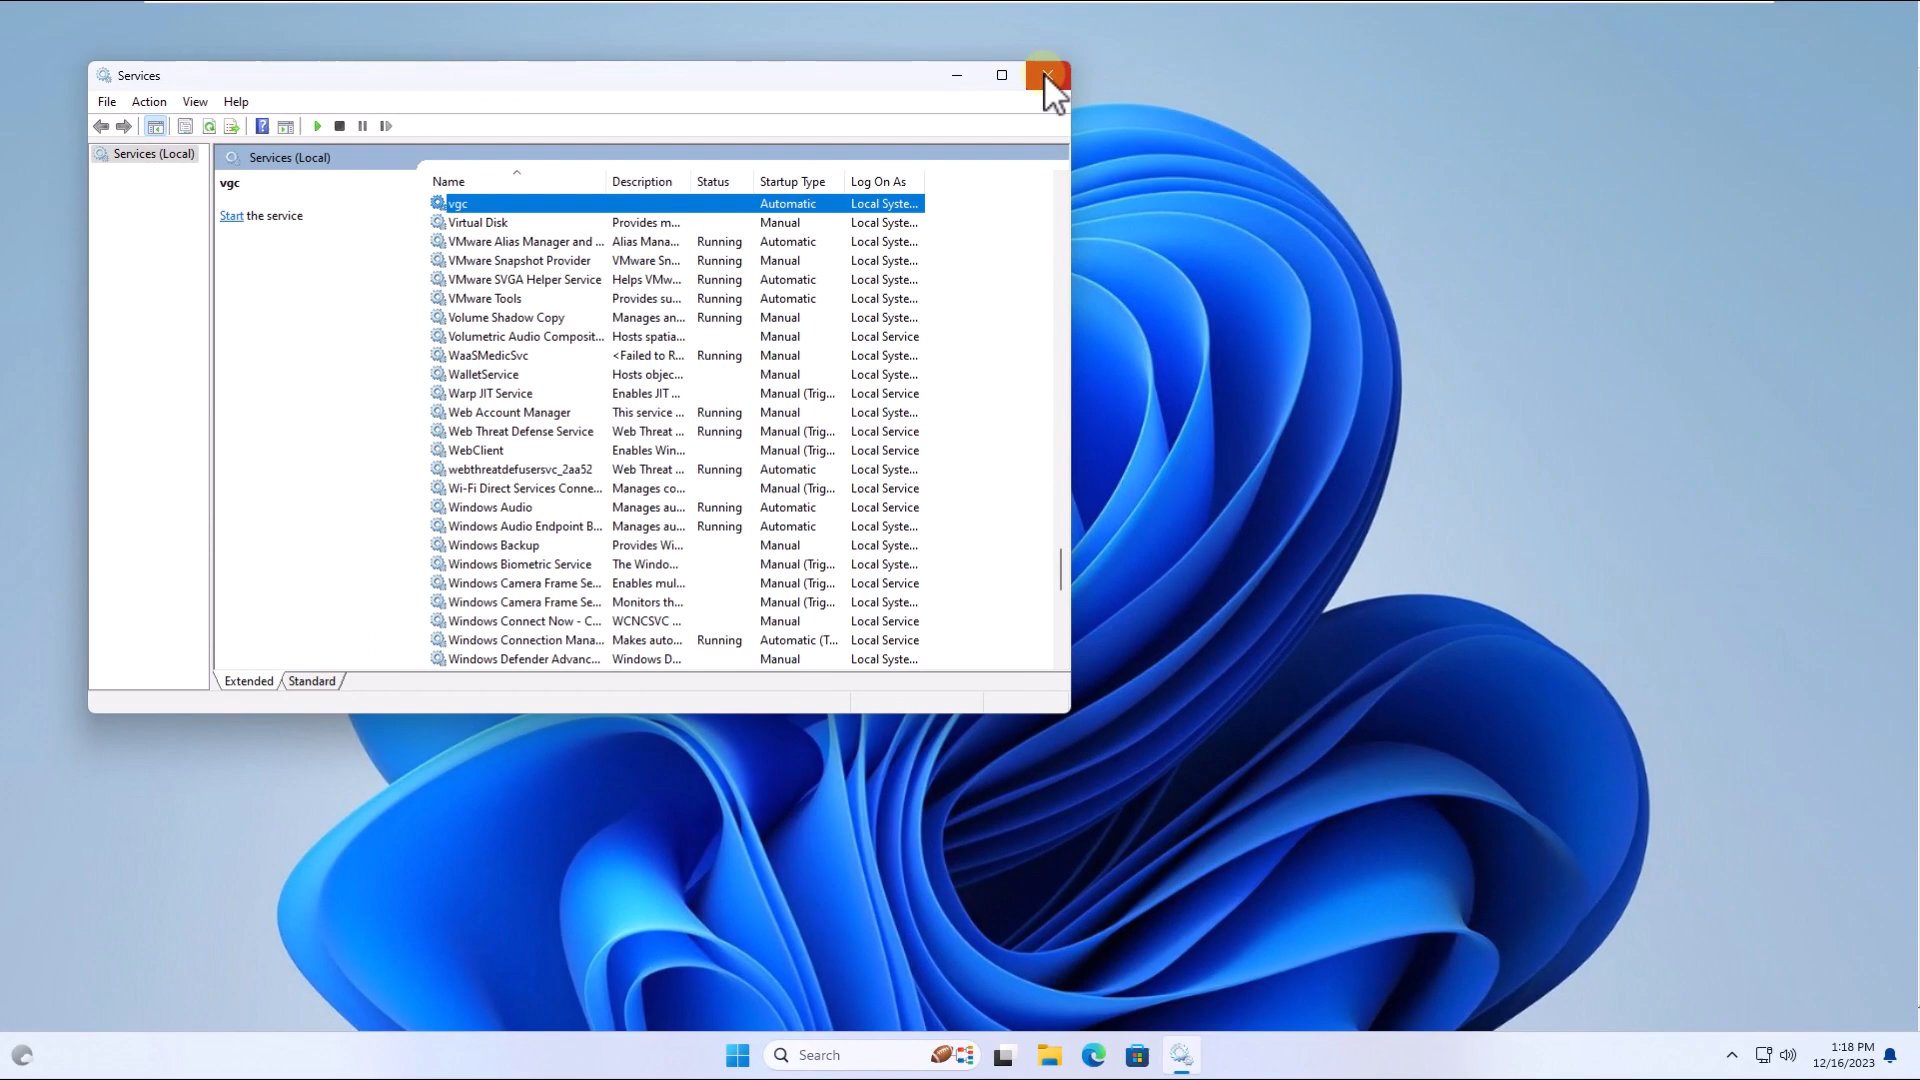 Services
File Action View Help
Services (Local)
Services (Local)
vgc
Start the service
Name Description Status Startup Type Log On As
vgc Automatic Local Syste...
Virtual Disk Provides m... Manual Local Syste...
VMware Alias Manager and ... Alias Mana... Running Automatic Local Syste...
VMware Snapshot Provider VMware Sn... Running Manual Local Syste...
VMware SVGA Helper Service Helps VMw... Running Automatic Local Syste...
VMware Tools Provides su... Running Automatic Local Syste...
Volume Shadow Copy Manages an... Running Manual Local Syste...
Volumetric Audio Composit... Hosts spatia... Manual Local Service
WaaSMedicSvc <Failed to R... Running Manual Local Syste...
WalletService Hosts objec... Manual Local Syste...
Warp JIT Service Enables JIT ... Manual (Trig... Local Service
Web Account Manager This service ... Running Manual Local Syste...
Web Threat Defense Service Web Threat ... Running Manual (Trig... Local Service
WebClient Enables Win... Manual (Trig... Local Service
webthreatdefusersvc_2aa52 Web Threat ... Running Automatic Local Syste...
Wi-Fi Direct Services Conne... Manages co... Manual (Trig... Local Service
Windows Audio Manages au... Running Automatic Local Service
Windows Audio Endpoint B... Manages au... Running Automatic Local Syste...
Windows Backup Provides Wi... Manual Local Syste...
Windows Biometric Service The Windo... Manual (Trig... Local Syste...
Windows Camera Frame Se... Enables mul... Manual (Trig... Local Service
Windows Camera Frame Se... Monitors th... Manual (Trig... Local Syste...
Windows Connect Now - C... WCNCSVC ... Manual Local Service
Windows Connection Mana... Makes auto... Running Automatic (T... Local Service
Windows Defender Advanc... Windows D... Manual Local Syste...
Extended Standard
Search
1:18 PM
12/16/2023